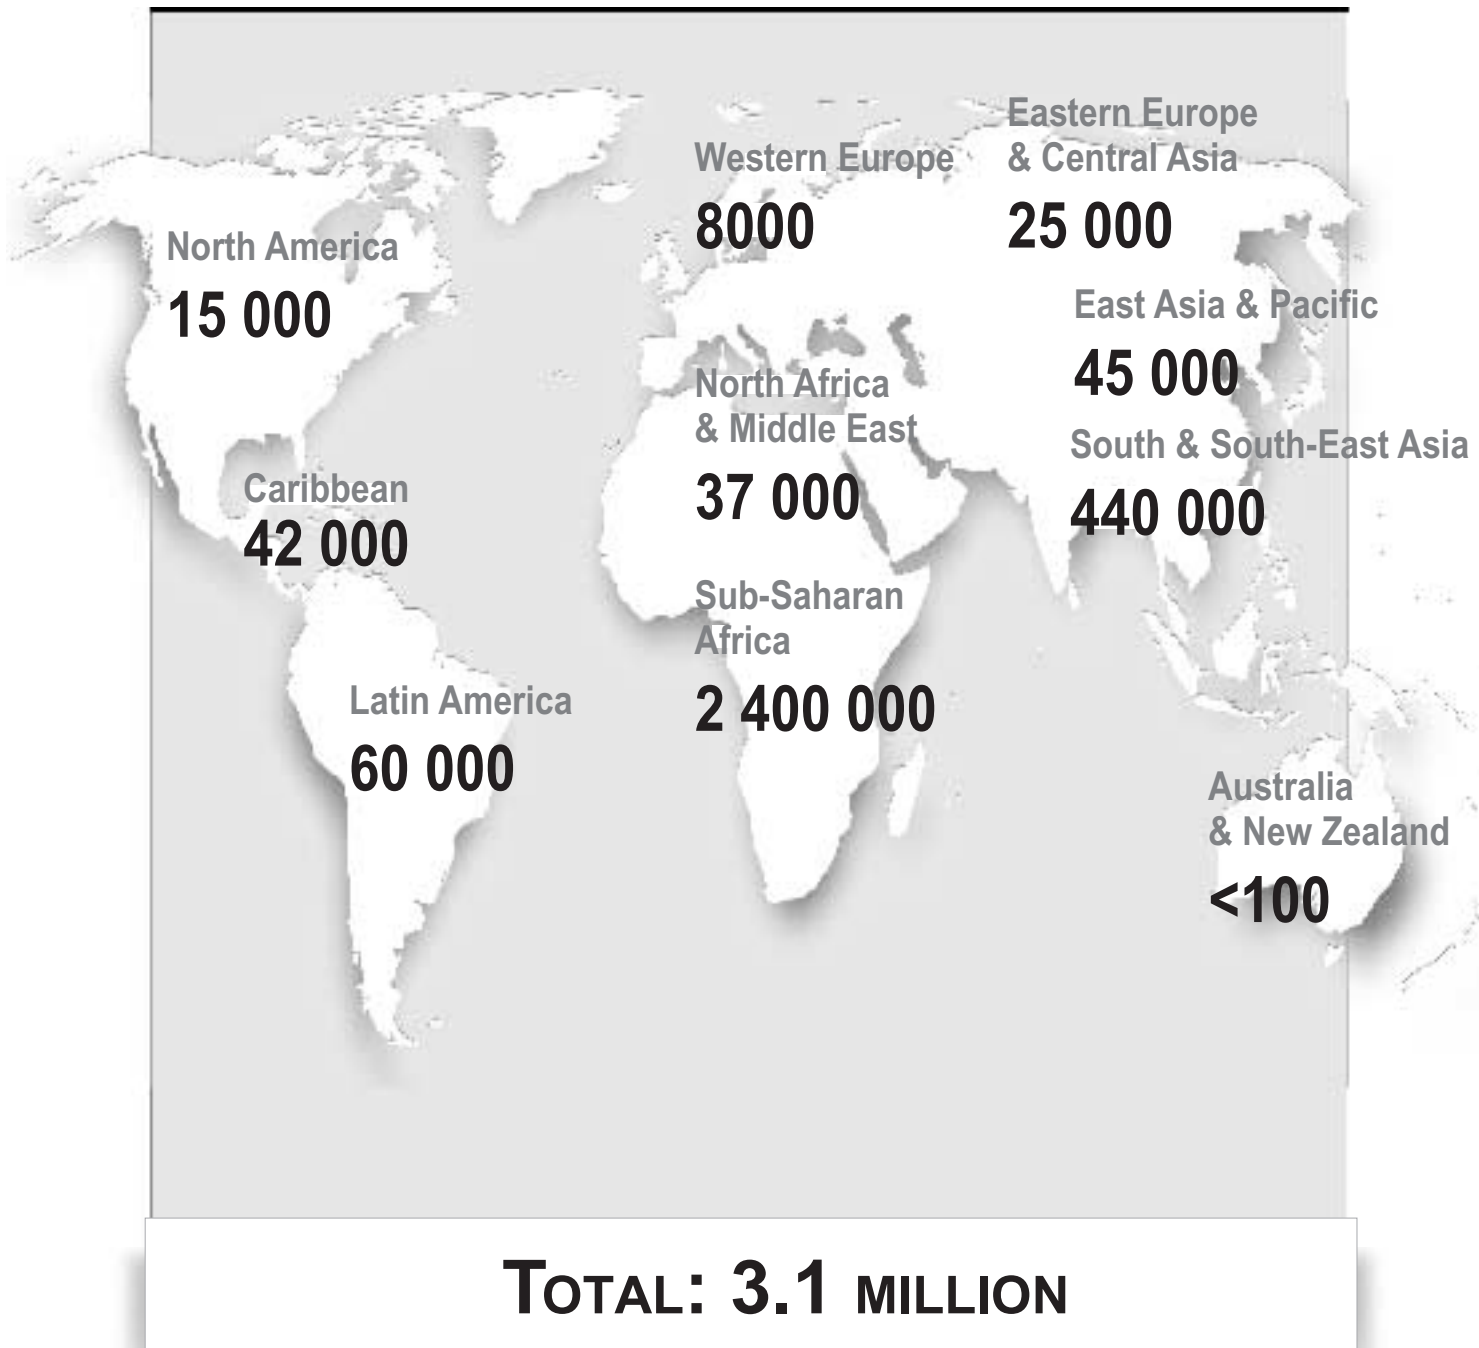 Eastern Europe
& Central Asia
25 000
Western Europe
8000
North America
15 000
East Asia & Pacific
45 000
North Africa
& Middle East
37 000
South & South-East Asia
440 000
Caribbean
42 000
Sub-Saharan
Africa
2 400 000
Latin America
60 000
Australia
& New Zealand
<100
TOTAL: 3.1 MILLION